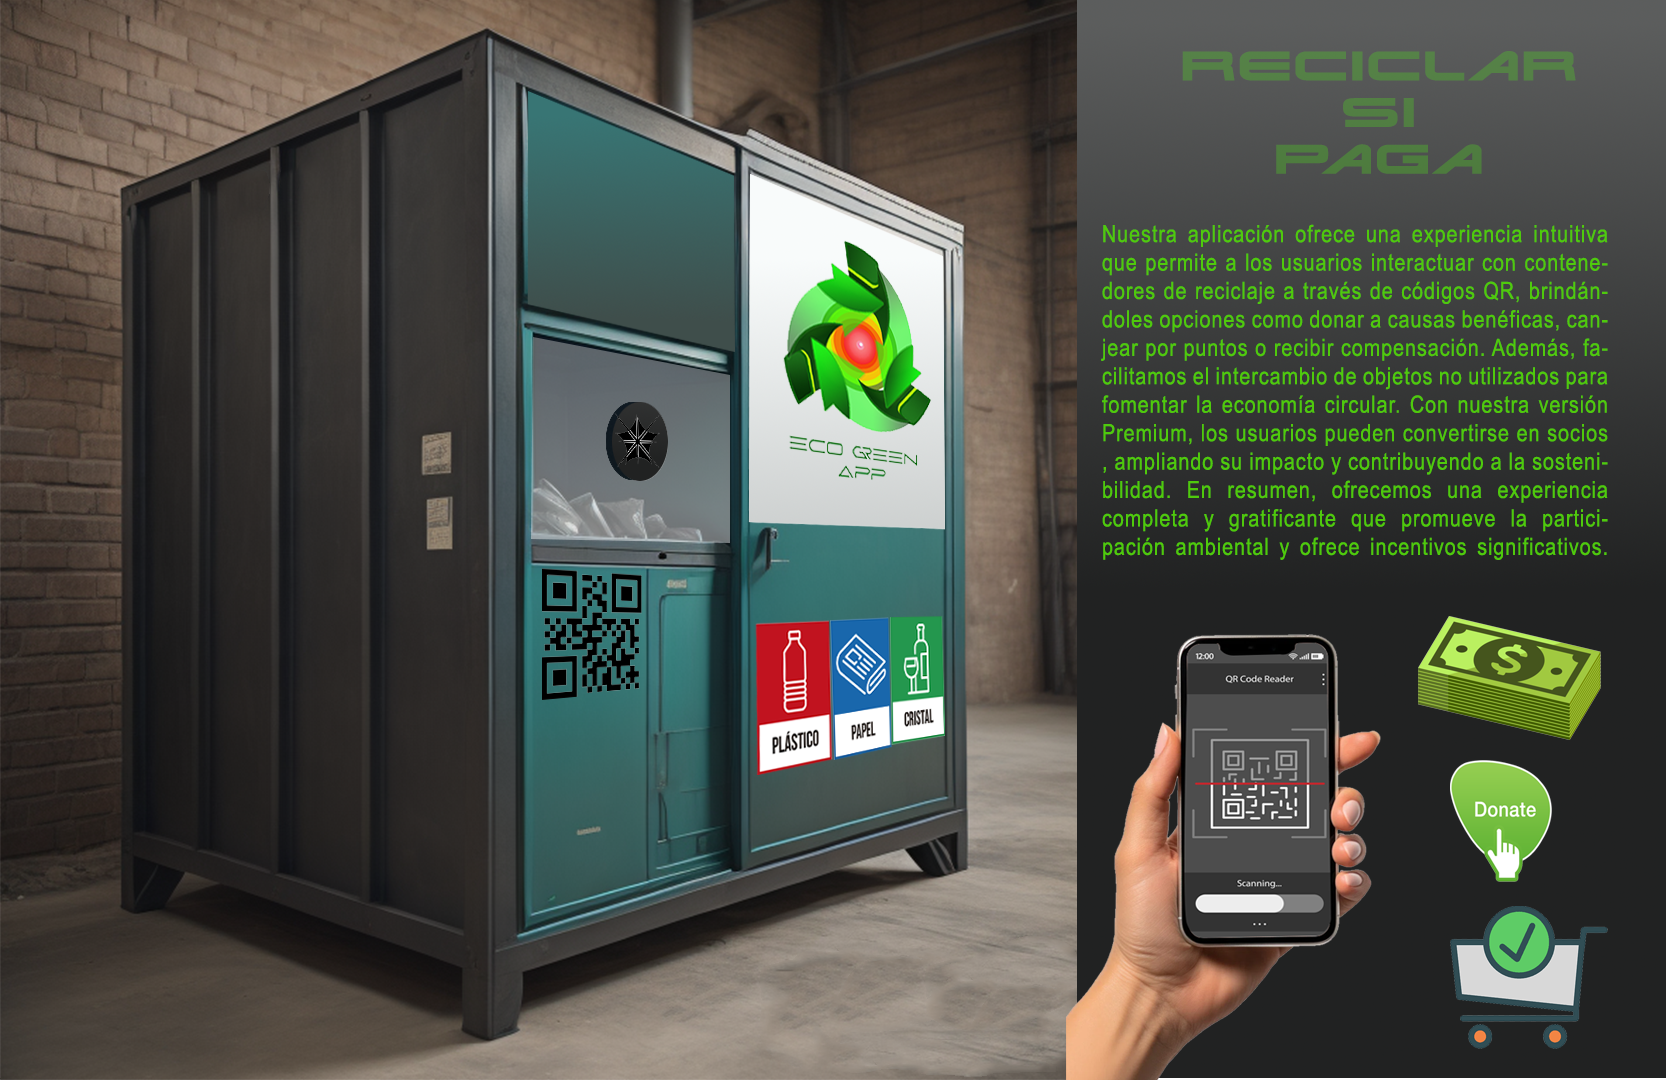 RECICLAR
SI
PAGA
Nuestra aplicación ofrece una experiencia intuitiva
que permite a los usuarios interactuar con contene-
dores de reciclaje a través de códigos QR, brindán-
doles opciones como donar a causas benéficas, can-
jear por puntos o recibir compensación. Además, fa-
cilitamos el intercambio de objetos no utilizados para
fomentar la economía circular. Con nuestra versión
Premium, los usuarios pueden convertirse en socios
, ampliando su impacto y contribuyendo a la sosteni-
bilidad. En resumen, ofrecemos una experiencia
completa y gratificante que promueve la partici-
pación ambiental y ofrece incentivos significativos.
ECO GREEN
APP
PLÁSTICO
PAPEL
CRISTAL
12:00
QR Code Reader
Scanning...
$
Donate